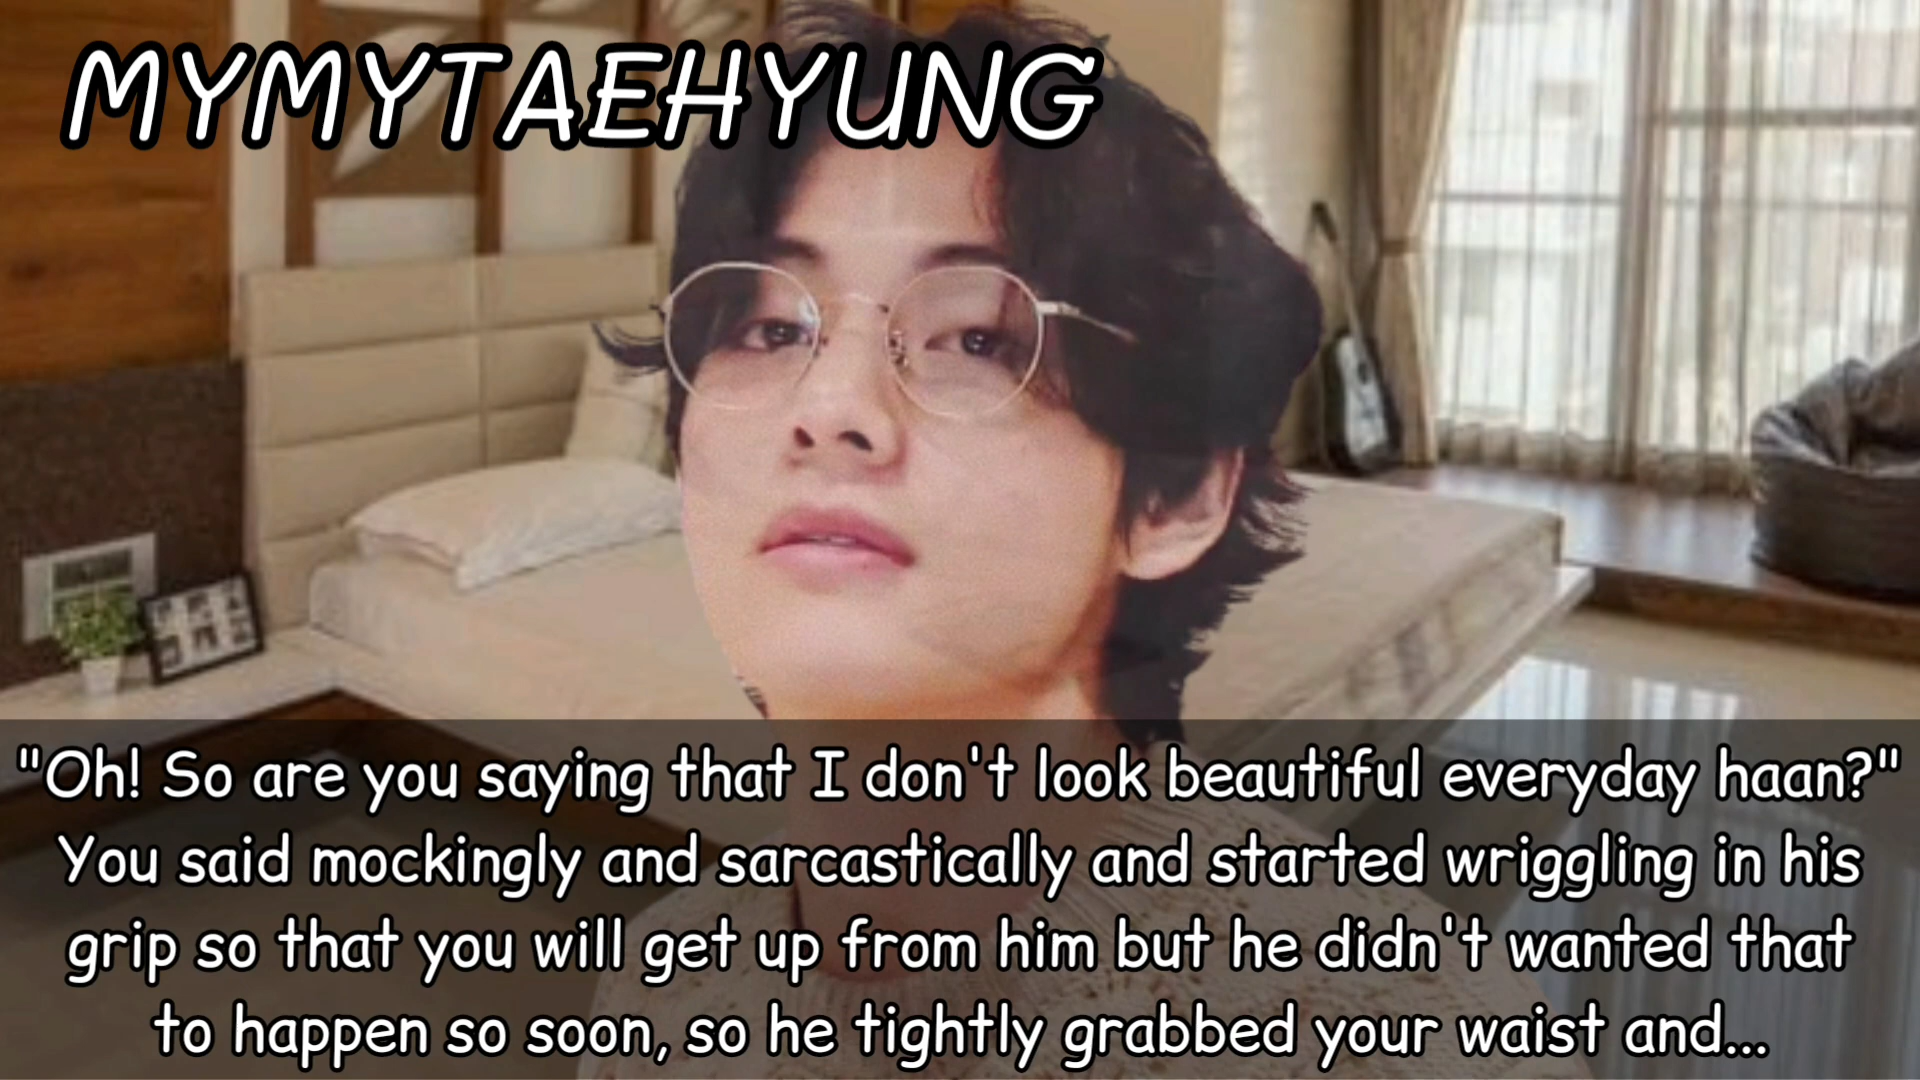 MYMYTAEHYUNG
"Oh! So are you saying that I don't look beautiful everyday haan?"
You said mockingly and sarcastically and started wriggling in his
grip so that you will get up from him but he didn't wanted that
to happen so soon, so he tightly grabbed your waist and...